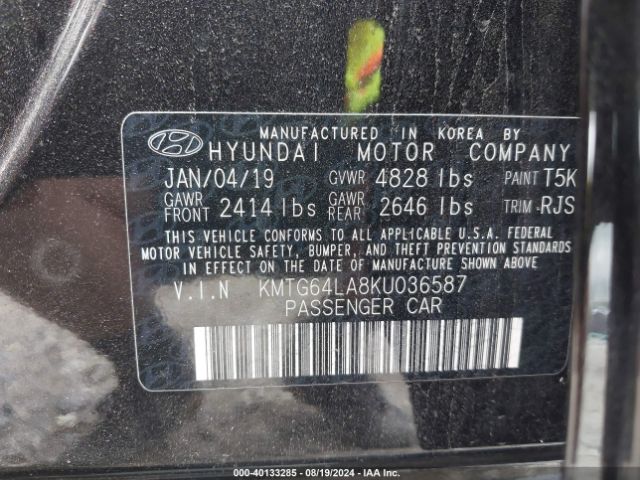 MANUFACTURED IN KOREA BY
HYUNDAI MOTOR COMPANY
JAN/04/19 GVWR 4828 lbs PAINT T5K
GAWR FRONT 2414 lbs GAWR REAR 2646 lbs TRIM RJS
THIS VEHICLE CONFORMS TO ALL APPLICABLE U.S.A. FEDERAL
MOTOR VEHICLE SAFETY, BUMPER, AND THEFT PREVENTION STANDARDS
IN EFFECT ON THE DATE OF MANUFACTURE SHOWN ABOVE
V.I.N KMTG64LA8KU036587
PASSENGER CAR
000-40133285 - 08/19/2024 - IAA Inc.